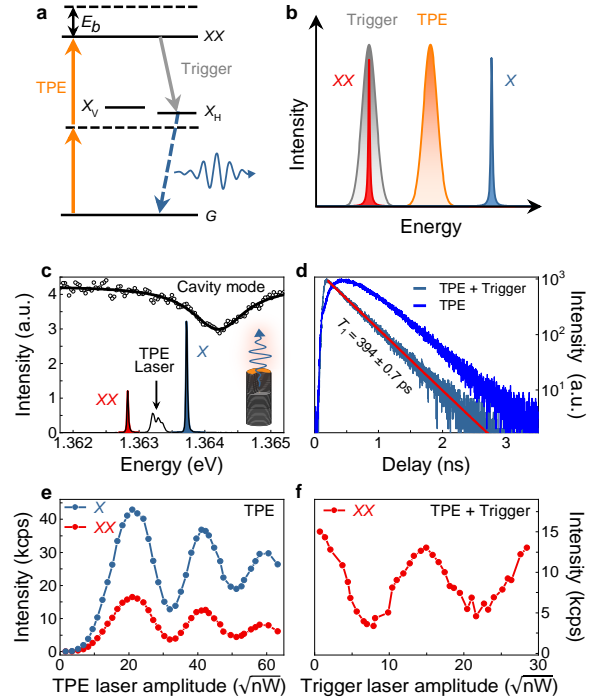 a
E_b
XX
TPE
Trigger
X_V
X_H
G
b
Trigger
TPE
XX
X
Intensity
Energy
c
Cavity mode
TPE
Laser
X
XX
4
3
2
1
0
Intensity (a.u.)
1.362
1.363
1.364
1.365
Energy (eV)
d
TPE + Trigger
TPE
T_1 = 394 ± 0.7 ps
10^3
10^2
10^1
Intensity (a.u.)
0
1
2
3
Delay (ns)
e
X
XX
TPE
40
30
20
10
0
Intensity (kcps)
0
20
40
60
TPE laser amplitude (√nW)
f
XX
TPE + Trigger
15
10
5
0
Intensity (kcps)
0
10
20
30
Trigger laser amplitude (√nW)